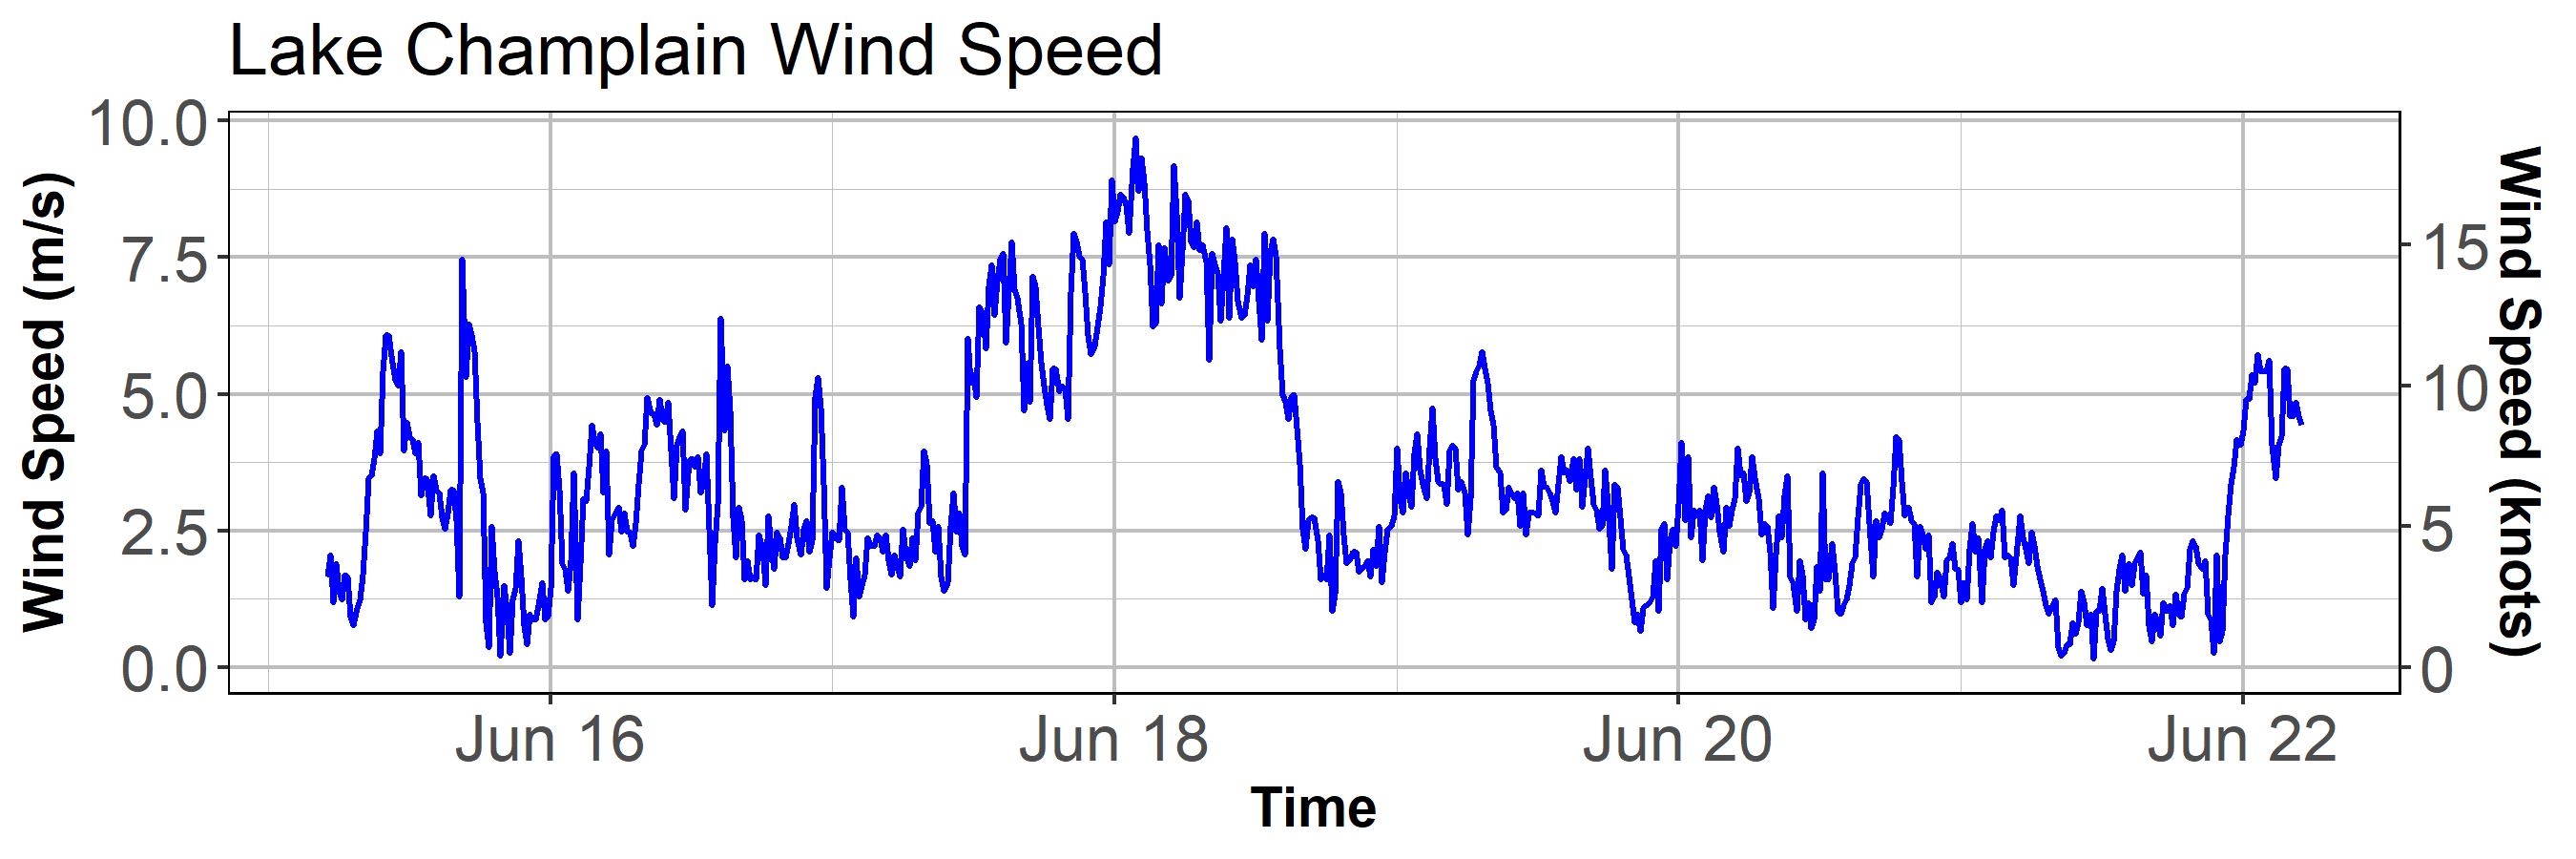 Lake Champlain Wind Speed
Wind Speed (m/s)
10.0
7.5
5.0
2.5
0.0
Wind Speed (knots)
15
10
5
0
Jun 16 Jun 18 Jun 20 Jun 22
Time